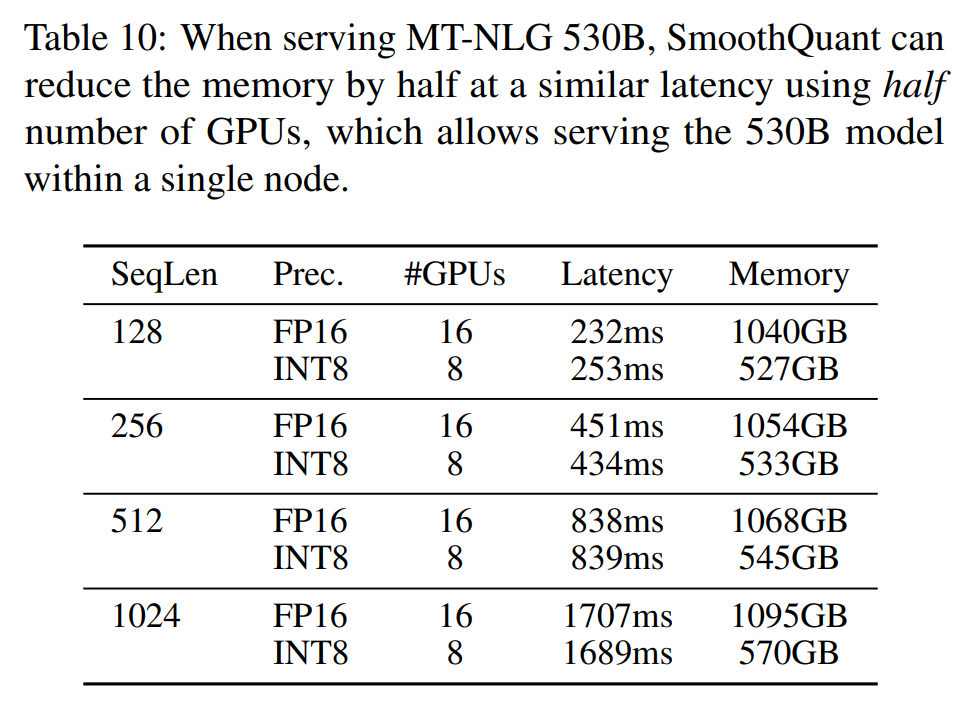 Table 10: When serving MT-NLG 530B, SmoothQuant can
reduce the memory by half at a similar latency using half
number of GPUs, which allows serving the 530B model
within a single node.
SeqLen Prec. #GPUs Latency Memory
128 FP16 16 232ms 1040GB
INT8 8 253ms 527GB
256 FP16 16 451ms 1054GB
INT8 8 434ms 533GB
512 FP16 16 838ms 1068GB
INT8 8 839ms 545GB
1024 FP16 16 1707ms 1095GB
INT8 8 1689ms 570GB